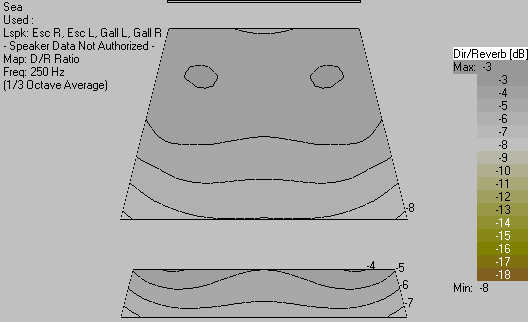 Sea
Used :
Lspk: Esc R, Esc L, Gall L, Gall R
- Speaker Data Not Authorized -
Map: D/R Ratio
Freq: 250 Hz
(1/3 Octave Average)
Dir/Reverb [dB]
Max: -3
-3
-4
-5
-6
-7
-8
-9
-10
-11
-12
-13
-14
-15
-16
-17
-18
Min: -8
-8
-4
-5
-6
-7